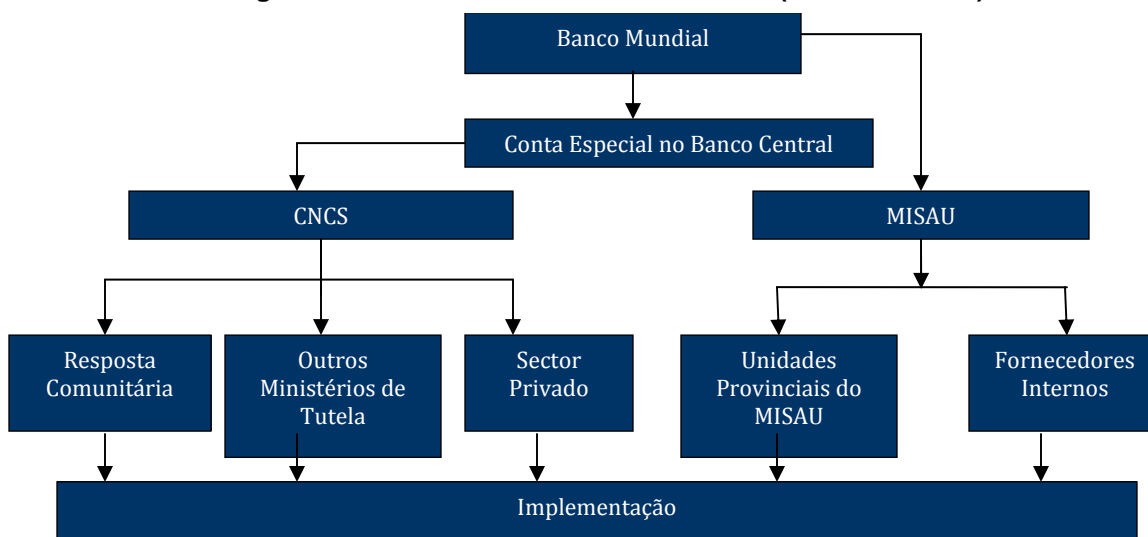 Banco Mundial
Conta Especial no Banco Central
CNCS
MISAU
Resposta
Comunitária
Outros
Ministérios de
Tutela
Sector
Privado
Unidades
Provinciais do
MISAU
Fornecedores
Internos
Implementação